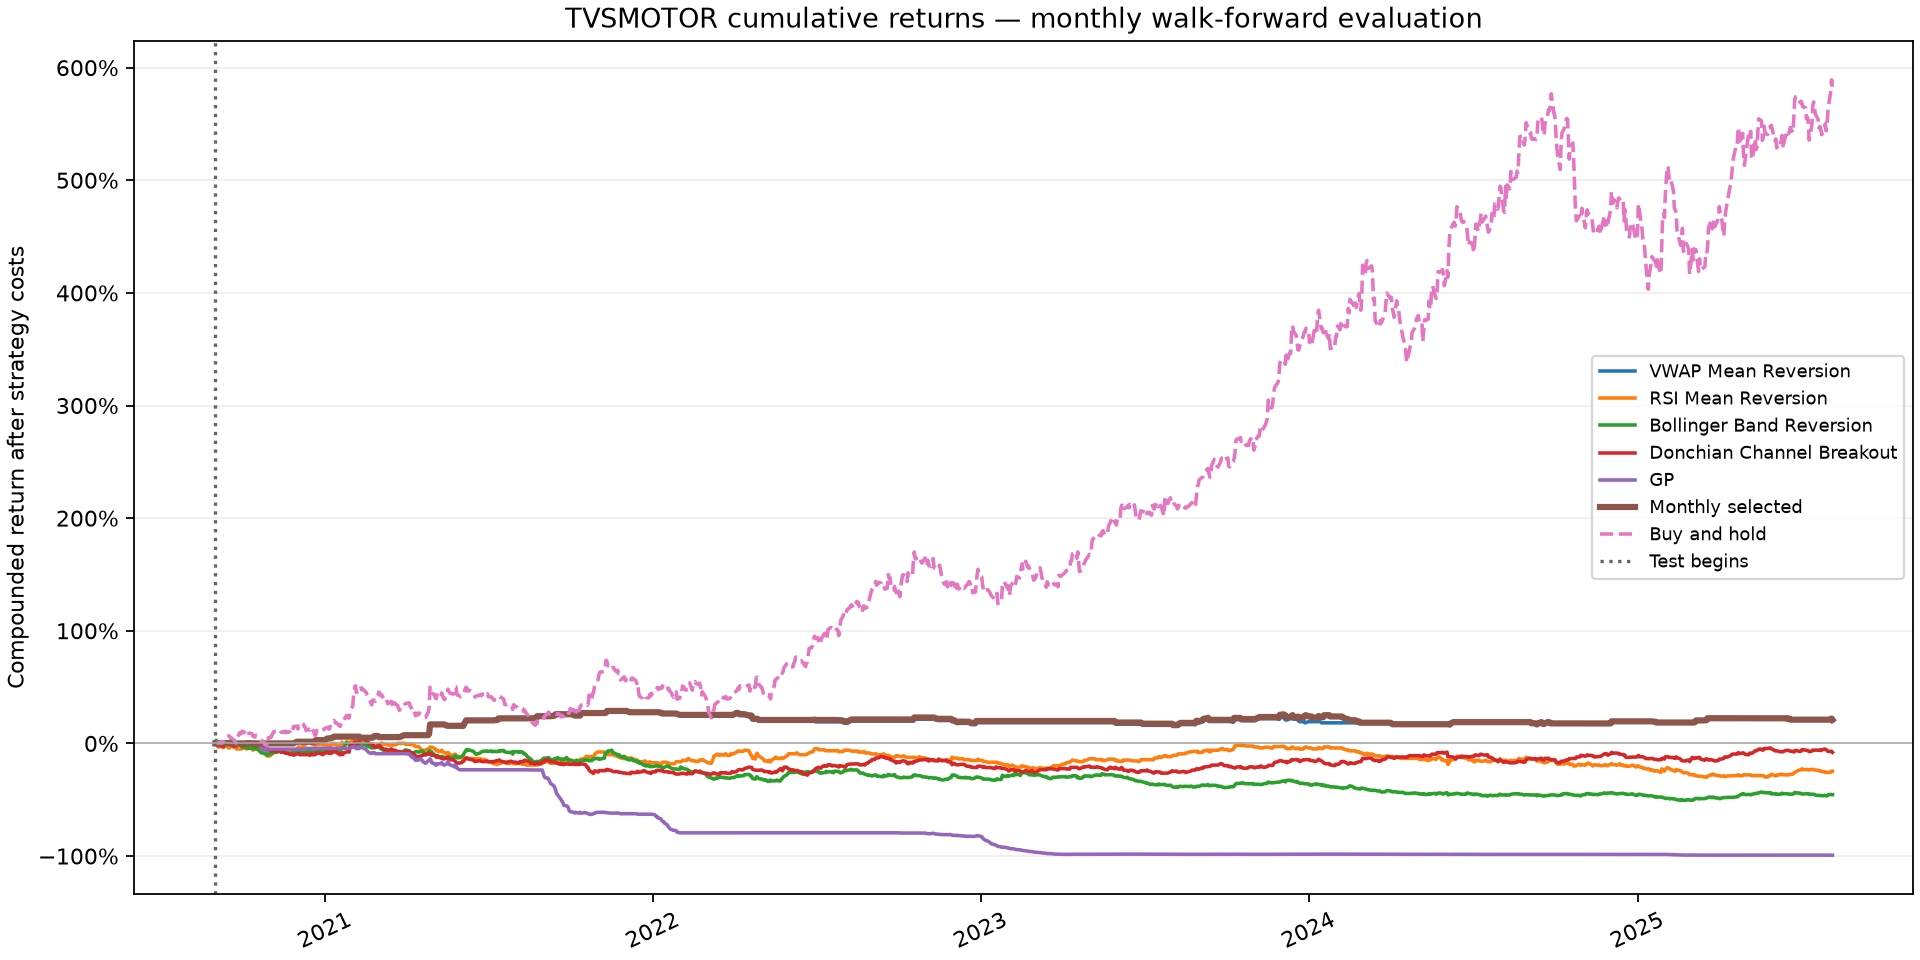 TVSMOTOR cumulative returns — monthly walk-forward evaluation
Compounded return after strategy costs
600%
500%
400%
300%
200%
100%
0%
−100%
VWAP Mean Reversion
RSI Mean Reversion
Bollinger Band Reversion
Donchian Channel Breakout
GP
Monthly selected
Buy and hold
Test begins
2021
2022
2023
2024
2025